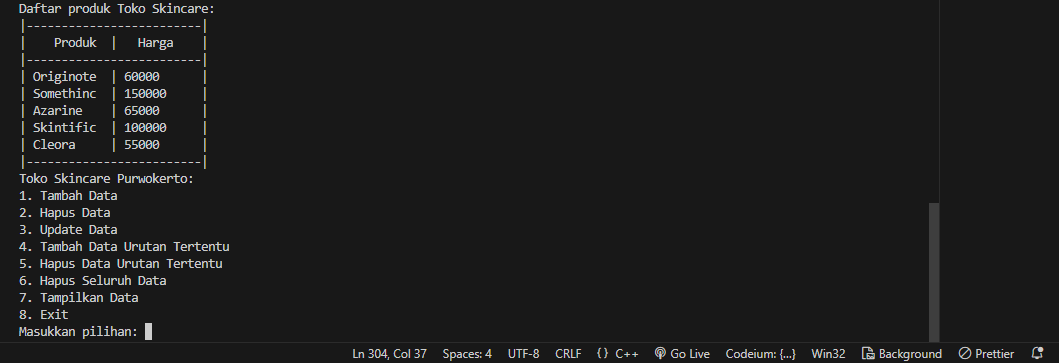 Daftar produk Toko Skincare:
|-------------------------|
|    Produk  |   Harga    |
|-------------------------|
| Originote  | 60000      |
| Somethinc  | 150000     |
| Azarine    | 65000      |
| Skintific  | 100000     |
| Cleora     | 55000      |
|-------------------------|
Toko Skincare Purwokerto:
1. Tambah Data
2. Hapus Data
3. Update Data
4. Tambah Data Urutan Tertentu
5. Hapus Data Urutan Tertentu
6. Hapus Seluruh Data
7. Tampilkan Data
8. Exit
Masukkan pilihan:
Ln 304, Col 37 Spaces: 4 UTF-8 CRLF {} C++ Go Live Codeium: {...} Win32 Background Prettier